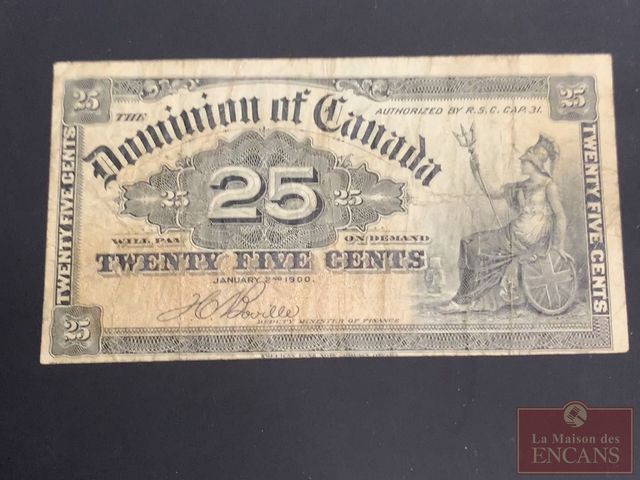 25
25
THE
Dominion of Canada
AUTHORIZED BY R.S.C. CAP. 31.
TWENTY FIVE CENTS
25 25 25
TWENTY FIVE CENTS
WILL PAY ON DEMAND
TWENTY FIVE CENTS
JANUARY 2ND 1900.
J C Boville
DEPUTY MINISTER OF FINANCE
25
La Maison des
ENCANS